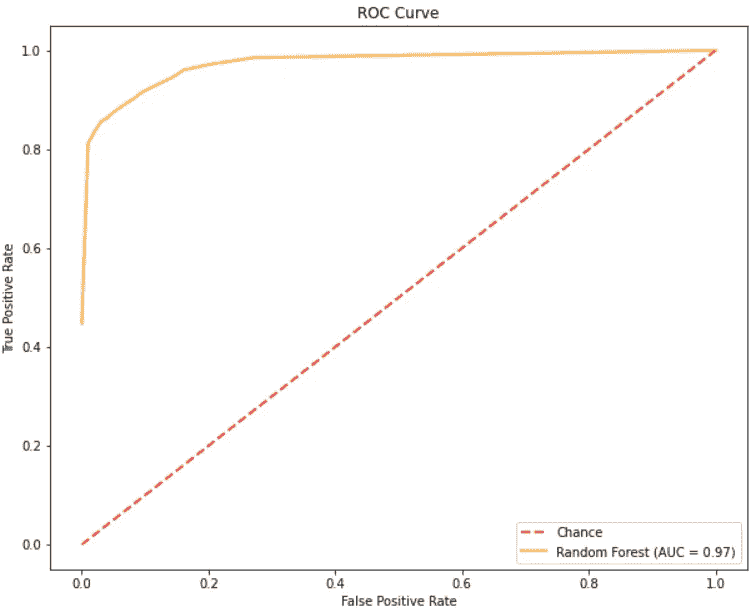 ROC Curve
True Positive Rate
1.0
0.8
0.6
0.4
0.2
0.0
Chance
Random Forest (AUC = 0.97)
0.0 0.2 0.4 0.6 0.8 1.0
False Positive Rate